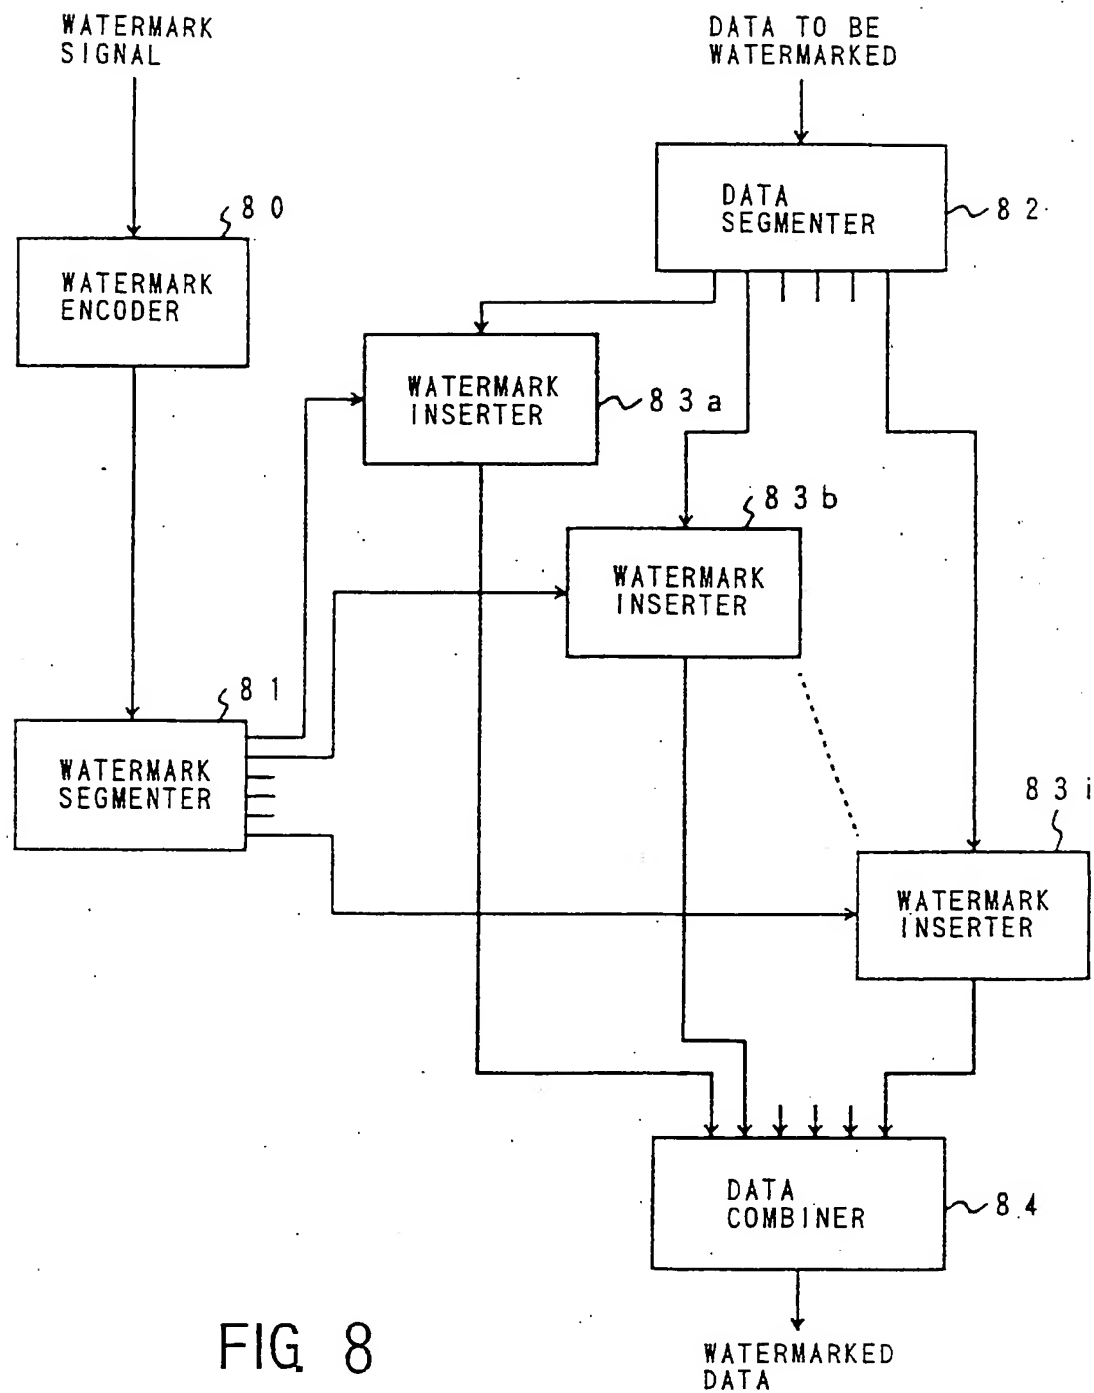 WATERMARK
SIGNAL
DATA TO BE
WATERMARKED
80
WATERMARK
ENCODER
DATA
SEGMENTER
82
WATERMARK
INSERTER
83a
83b
WATERMARK
INSERTER
81
WATERMARK
SEGMENTER
83i
WATERMARK
INSERTER
DATA
COMBINER
84
WATERMARKED
DATA
FIG. 8